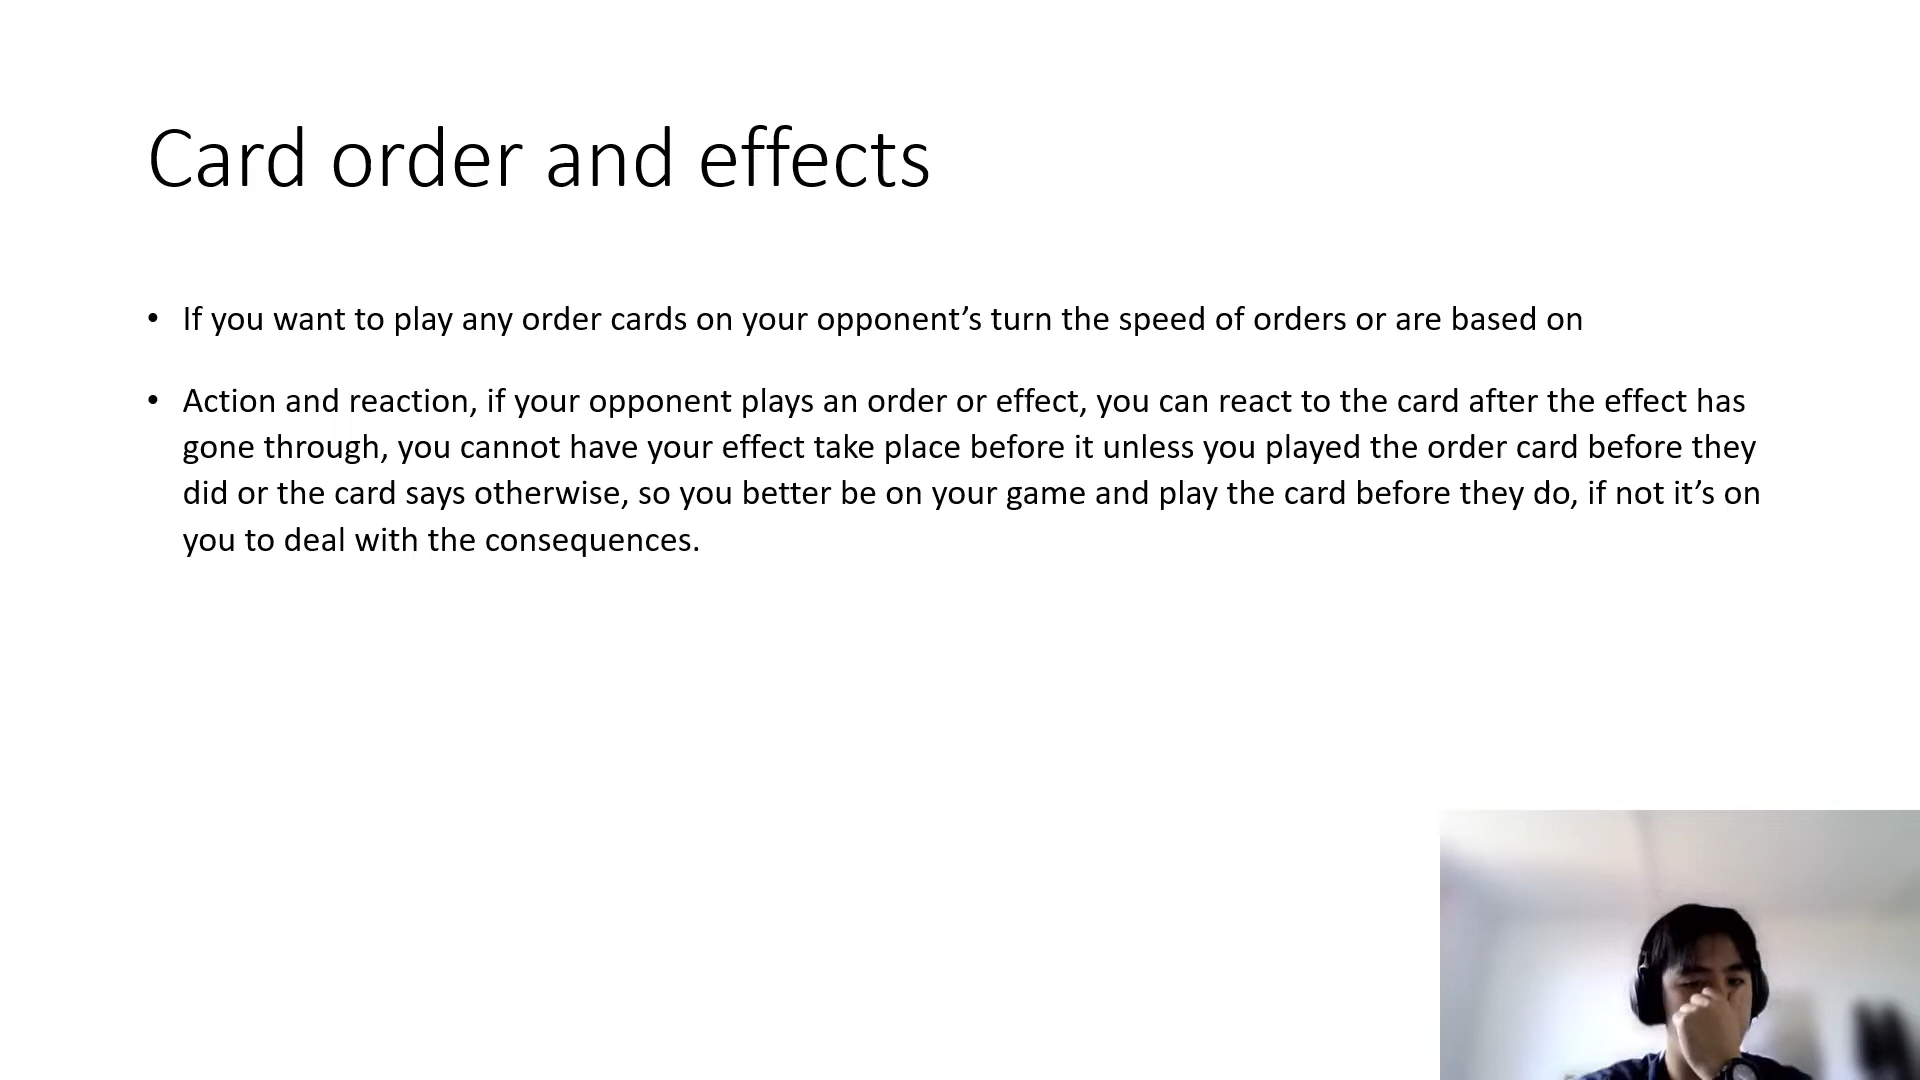 Card order and effects
• If you want to play any order cards on your opponent’s turn the speed of orders or are based on
• Action and reaction, if your opponent plays an order or effect, you can react to the card after the effect has
gone through, you cannot have your effect take place before it unless you played the order card before they
did or the card says otherwise, so you better be on your game and play the card before they do, if not it’s on
you to deal with the consequences.